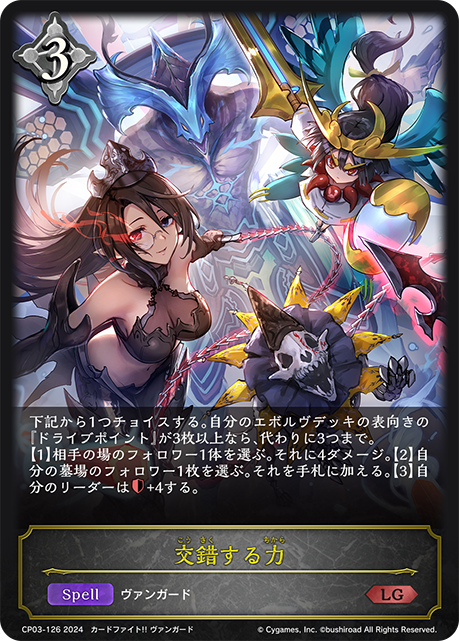 3
下記から1つチョイスする。自分のエボルヴデッキの表向きの
『ドライブポイント』が3枚以上なら、代わりに3つまで。
【1】相手の場のフォロワー1体を選ぶ。それに4ダメージ。【2】自
分の墓場のフォロワー1枚を選ぶ。それを手札に加える。【3】自
分のリーダーは+4する。
こう さく ちから
交錯する力
Spell ヴァンガード LG
CP03-126 2024 カードファイト!! ヴァンガード © Cygames, Inc. ©bushiroad All Rights Reserved.